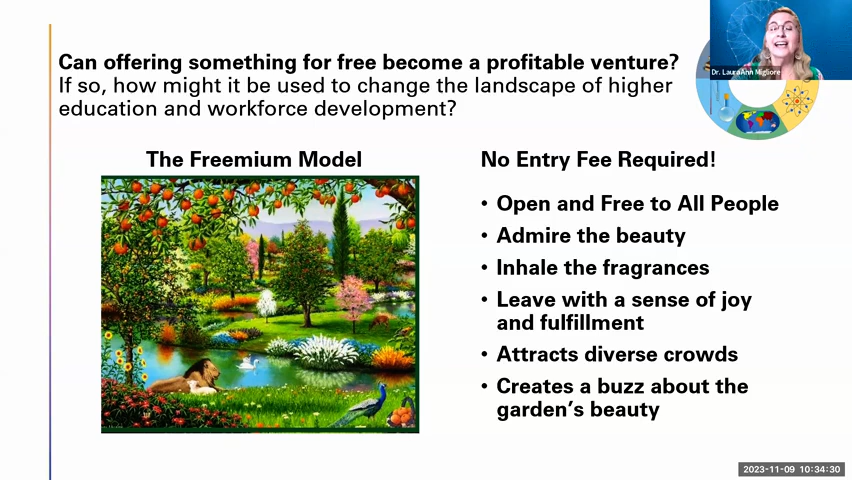 Can offering something for free become a profitable venture?
If so, how might it be used to change the landscape of higher
education and workforce development?
Dr. LauraAnn Migliore
The Freemium Model
No Entry Fee Required!
• Open and Free to All People
• Admire the beauty
• Inhale the fragrances
• Leave with a sense of joy
and fulfillment
• Attracts diverse crowds
• Creates a buzz about the
garden's beauty
2023-11-09 10:34:30